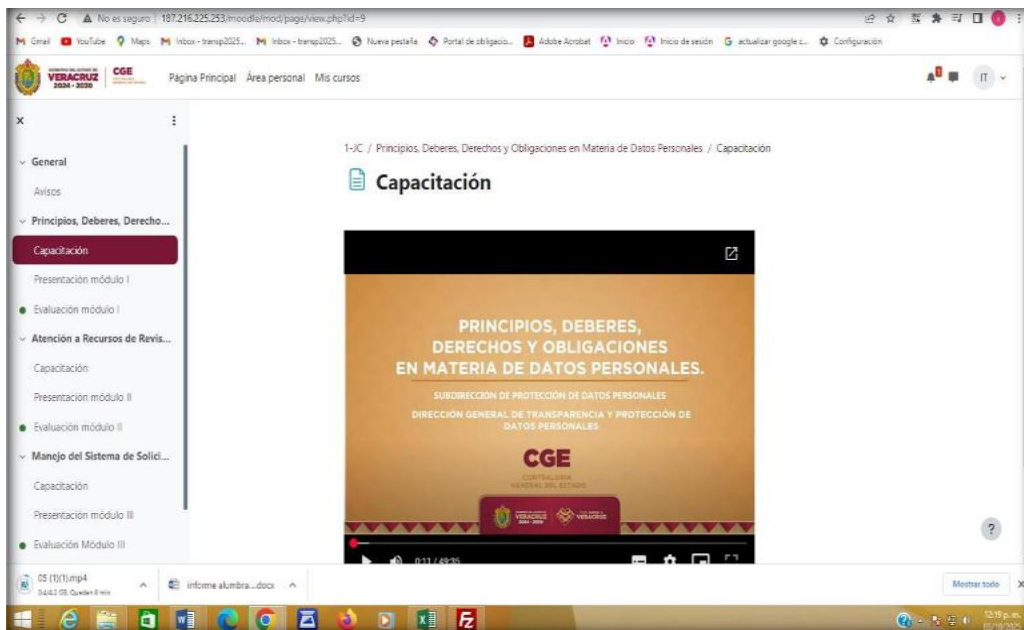 No es seguro | 187.216.225.253/moodle/mod/page/view.php?id=9
Gmail YouTube Maps Inbox - transp2025... Inbox - transp2025... Nueva pestaña Portal de obligacio... Adobe Acrobat Inicio Inicio de sesión actualizar google c... Configuración
VERACRUZ
2024 - 2030
CGE
Página Principal Área personal Mis cursos
IT
General
Avisos
Principios, Deberes, Derecho...
Capacitación
Presentación módulo I
Evaluación módulo I
Atención a Recursos de Revis...
Capacitación
Presentación módulo II
Evaluación módulo II
Manejo del Sistema de Solici...
Capacitación
Presentación módulo III
Evaluación Módulo III
1-JC / Principios, Deberes, Derechos y Obligaciones en Materia de Datos Personales / Capacitación
Capacitación
PRINCIPIOS, DEBERES,
DERECHOS Y OBLIGACIONES
EN MATERIA DE DATOS PERSONALES.
SUBDIRECCIÓN DE PROTECCIÓN DE DATOS PERSONALES
DIRECCIÓN GENERAL DE TRANSPARENCIA Y PROTECCIÓN DE
DATOS PERSONALES
CGE
CONTRALORÍA
GENERAL DEL ESTADO
VERACRUZ
VERACRUZ
0:11 / 49:35
?
05 (1)(1).mp4
informe alumbra...docx
Mostrar todo
12:19 p. m.